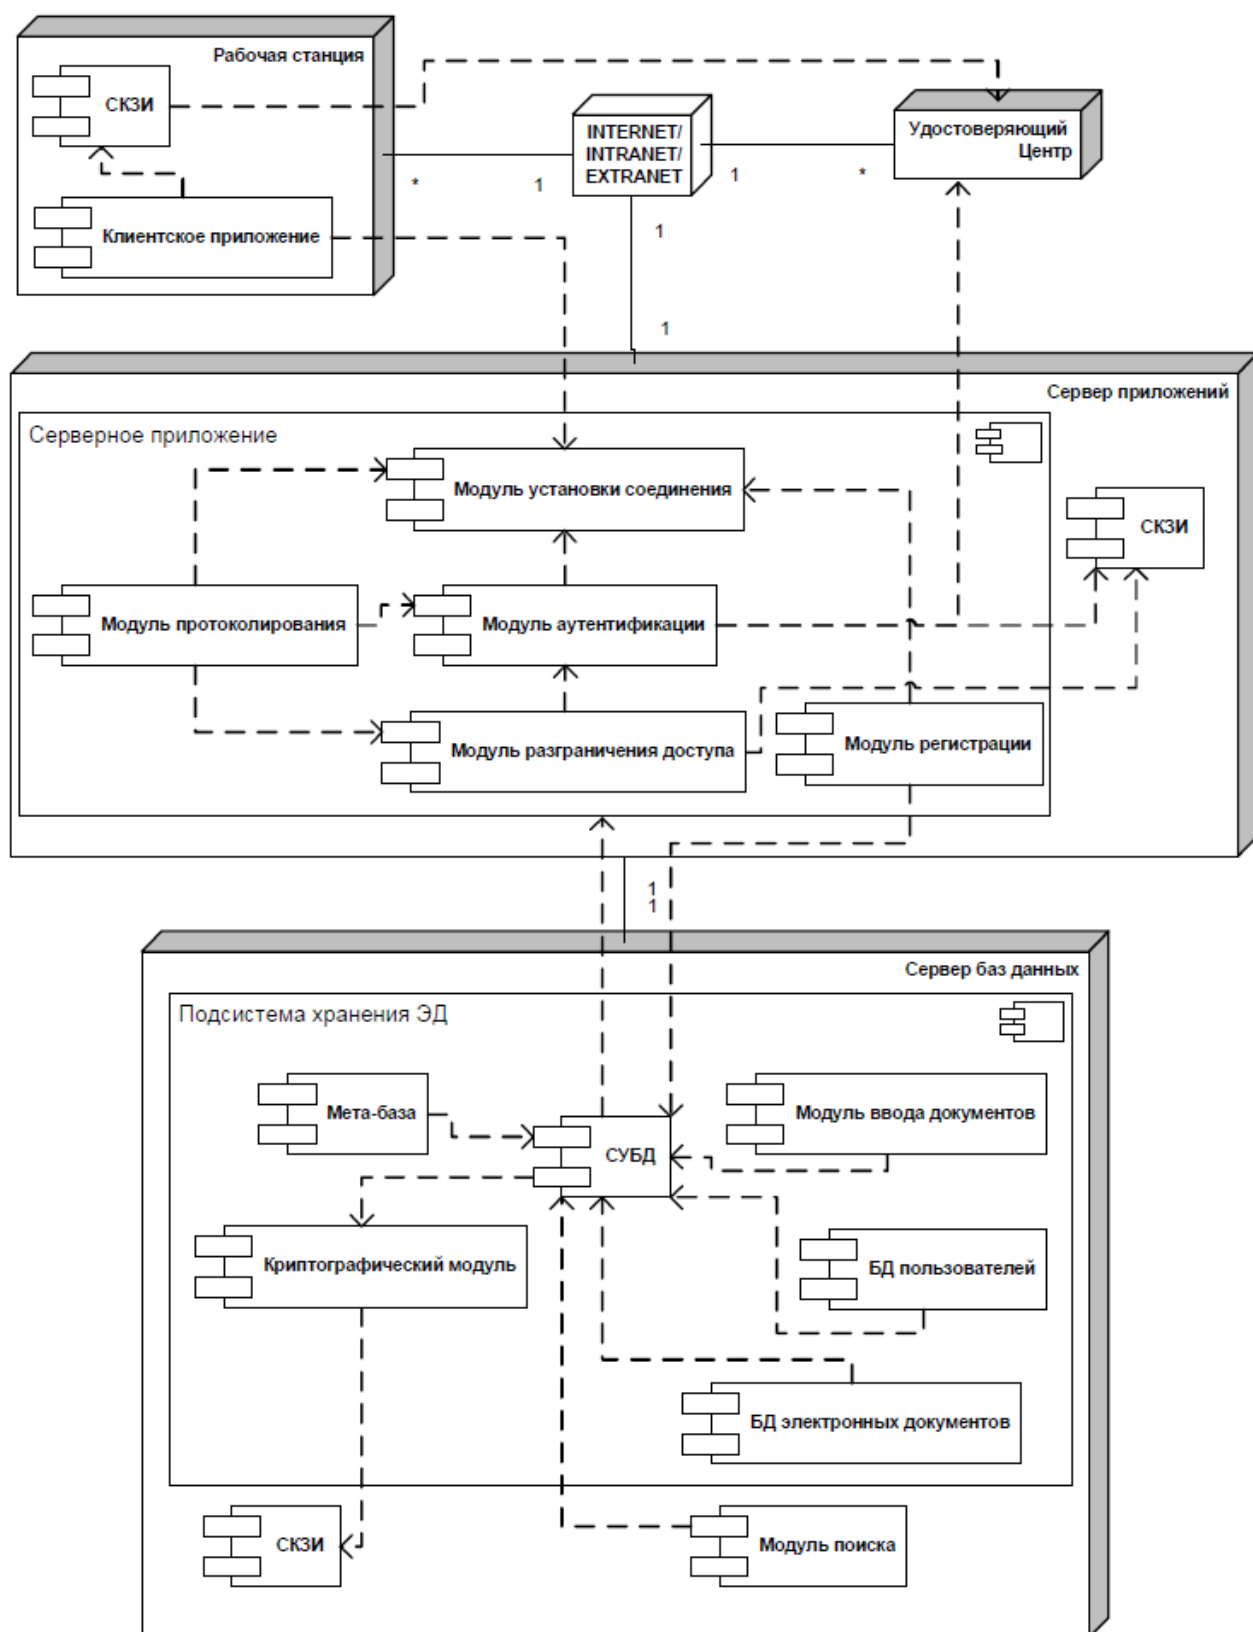 Рабочая станция
СКЗИ
Клиентское приложение
INTERNET/
INTRANET/
EXTRANET
Удостоверяющий
Центр
*
1
1
*
1
1
Сервер приложений
Серверное приложение
Модуль установки соединения
СКЗИ
Модуль протоколирования
Модуль аутентификации
Модуль разграничения доступа
Модуль регистрации
1
1
Сервер баз данных
Подсистема хранения ЭД
Мета-база
Модуль ввода документов
СУБД
Криптографический модуль
БД пользователей
БД электронных документов
СКЗИ
Модуль поиска